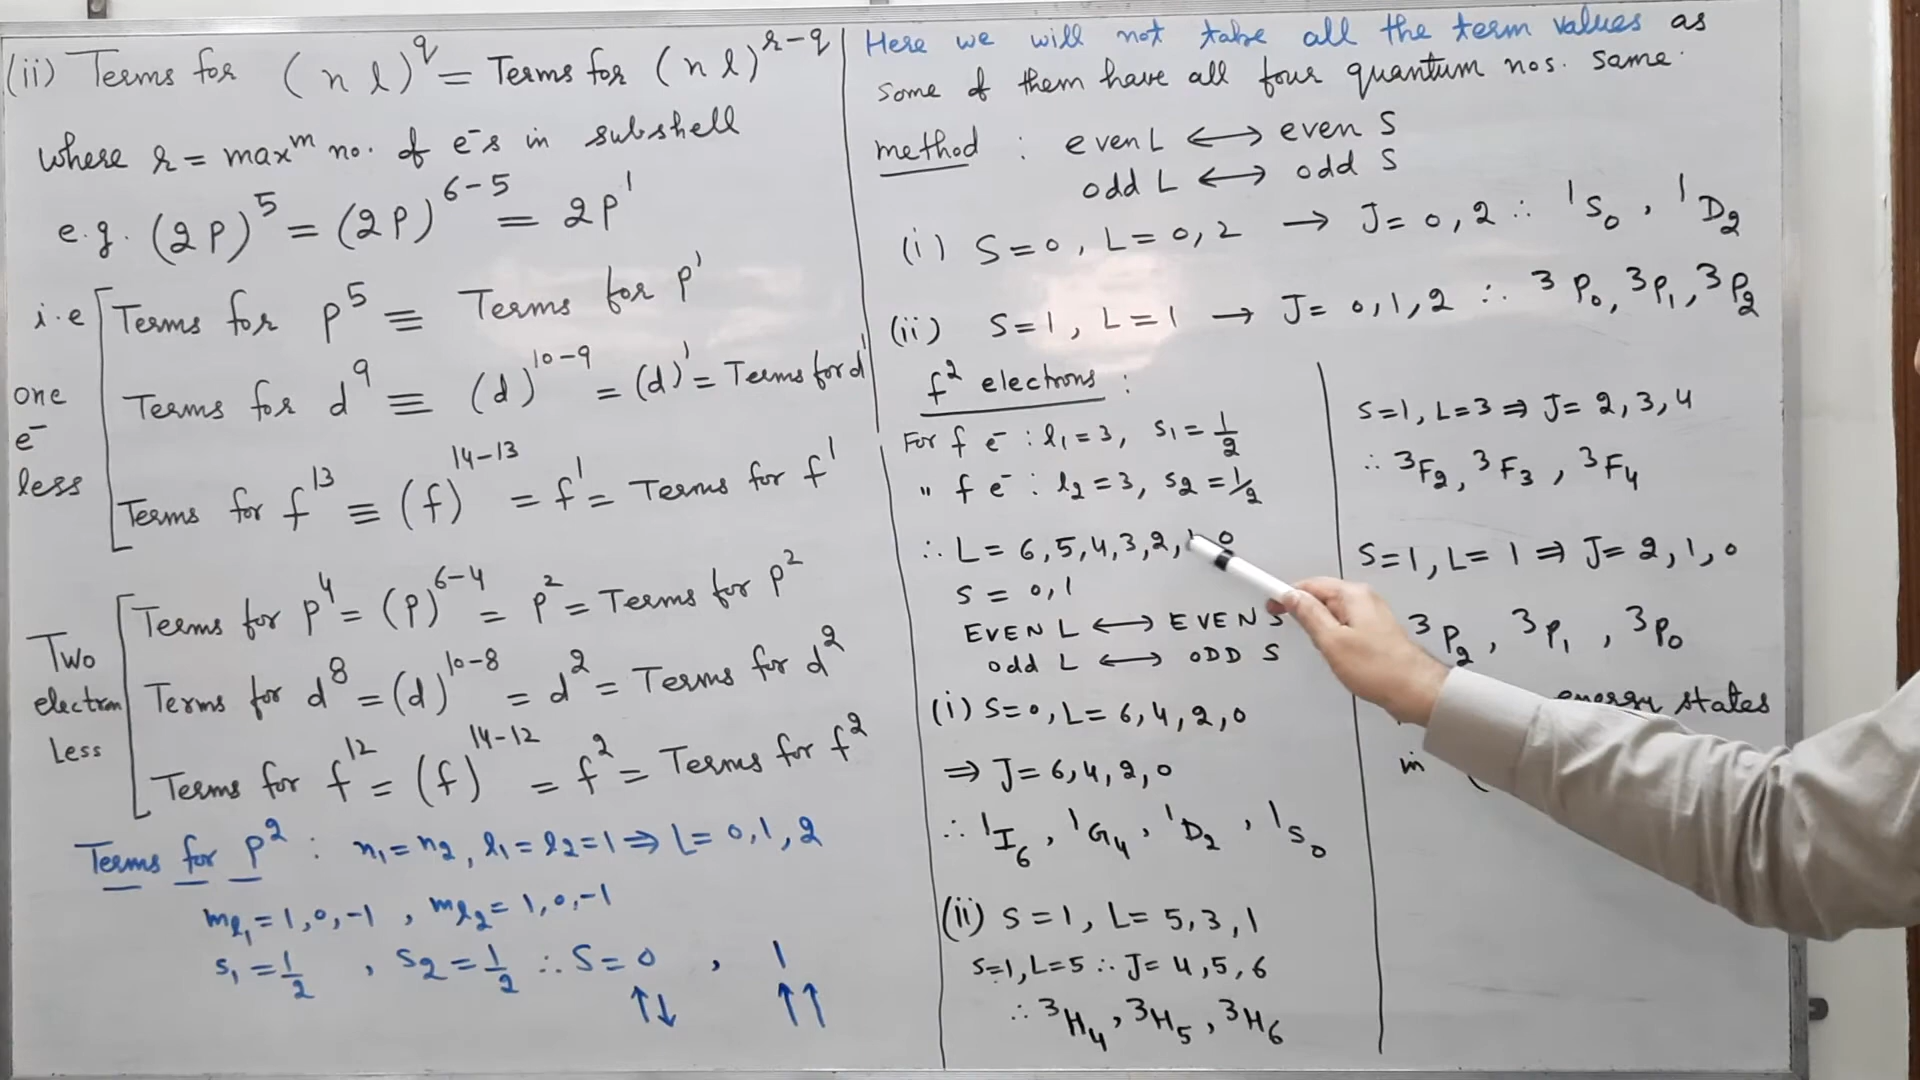 (ii) Terms for (n l)^q = Terms for (n l)^{r-q}
where r = max^m no. of e^-s in subshell
e.g. (2P)^5 = (2P)^{6-5} = 2P^1
i.e Terms for P^5 ≡ Terms for P^1
Terms for d^9 ≡ (d)^{10-9} = (d)^1 = Terms for d^1
one
e^-
less
Terms for f^{13} ≡ (f)^{14-13} = f^1 = Terms for f^1
Terms for P^4 = (P)^{6-4} = P^2 = Terms for P^2
Two
electron
Less
Terms for d^8 = (d)^{10-8} = d^2 = Terms for d^2
Terms for f^{12} = (f)^{14-12} = f^2 = Terms for f^2
Terms for P^2 : n₁ = n₂, l₁ = l₂ = 1 ⇒ L = 0, 1, 2
m_{l₁} = 1, 0, -1 , m_{l₂} = 1, 0, -1
s₁ = 1/2 , s₂ = 1/2 ∴ S = 0 , 1
↑↓ ↑↑
Here we will not take all the term values as
some of them have all four quantum nos. same.
method : even L ⟷ even S
odd L ⟷ odd S
(i) S = 0, L = 0, 2 → J = 0, 2 ∴ ¹S₀ , ¹D₂
(ii) S = 1, L = 1 → J = 0, 1, 2 ∴ ³P₀, ³P₁, ³P₂
f² electrons :
For f e^- : l₁ = 3, s₁ = 1/2
" f e^- : l₂ = 3, s₂ = 1/2
∴ L = 6, 5, 4, 3, 2, 1, 0
S = 0, 1
EVEN L ⟷ EVEN S
odd L ⟷ ODD S
(i) S = 0, L = 6, 4, 2, 0
⇒ J = 6, 4, 2, 0
∴ ¹I₆, ¹G₄, ¹D₂, ¹S₀
(ii) S = 1, L = 5, 3, 1
S=1, L=5 ∴ J = 4, 5, 6
∴ ³H₄, ³H₅, ³H₆
S=1, L=3 ⇒ J = 2, 3, 4
∴ ³F₂, ³F₃, ³F₄
S=1, L=1 ⇒ J = 2, 1, 0
³P₂, ³P₁, ³P₀
energy states
in (